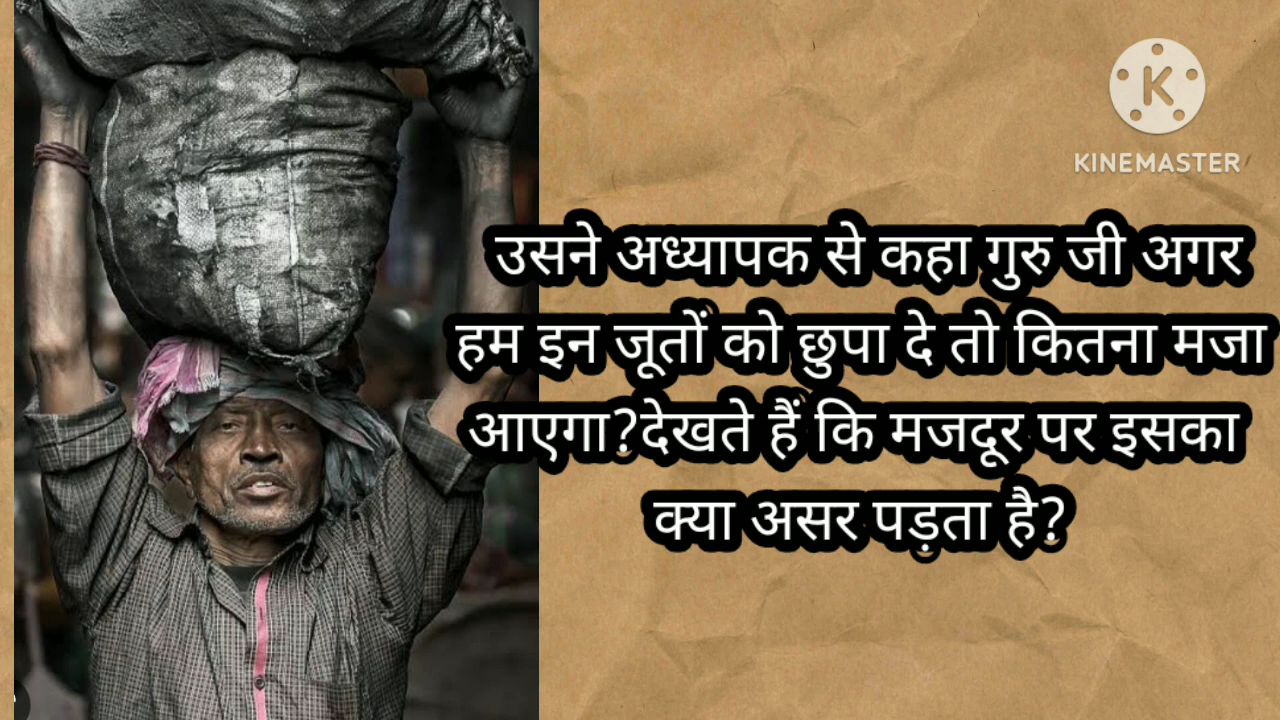 KINEMASTER
उसने अध्यापक से कहा गुरु जी अगर
हम इन जूतों को छुपा दे तो कितना मजा
आएगा?देखते हैं कि मजदूर पर इसका
क्या असर पड़ता है?